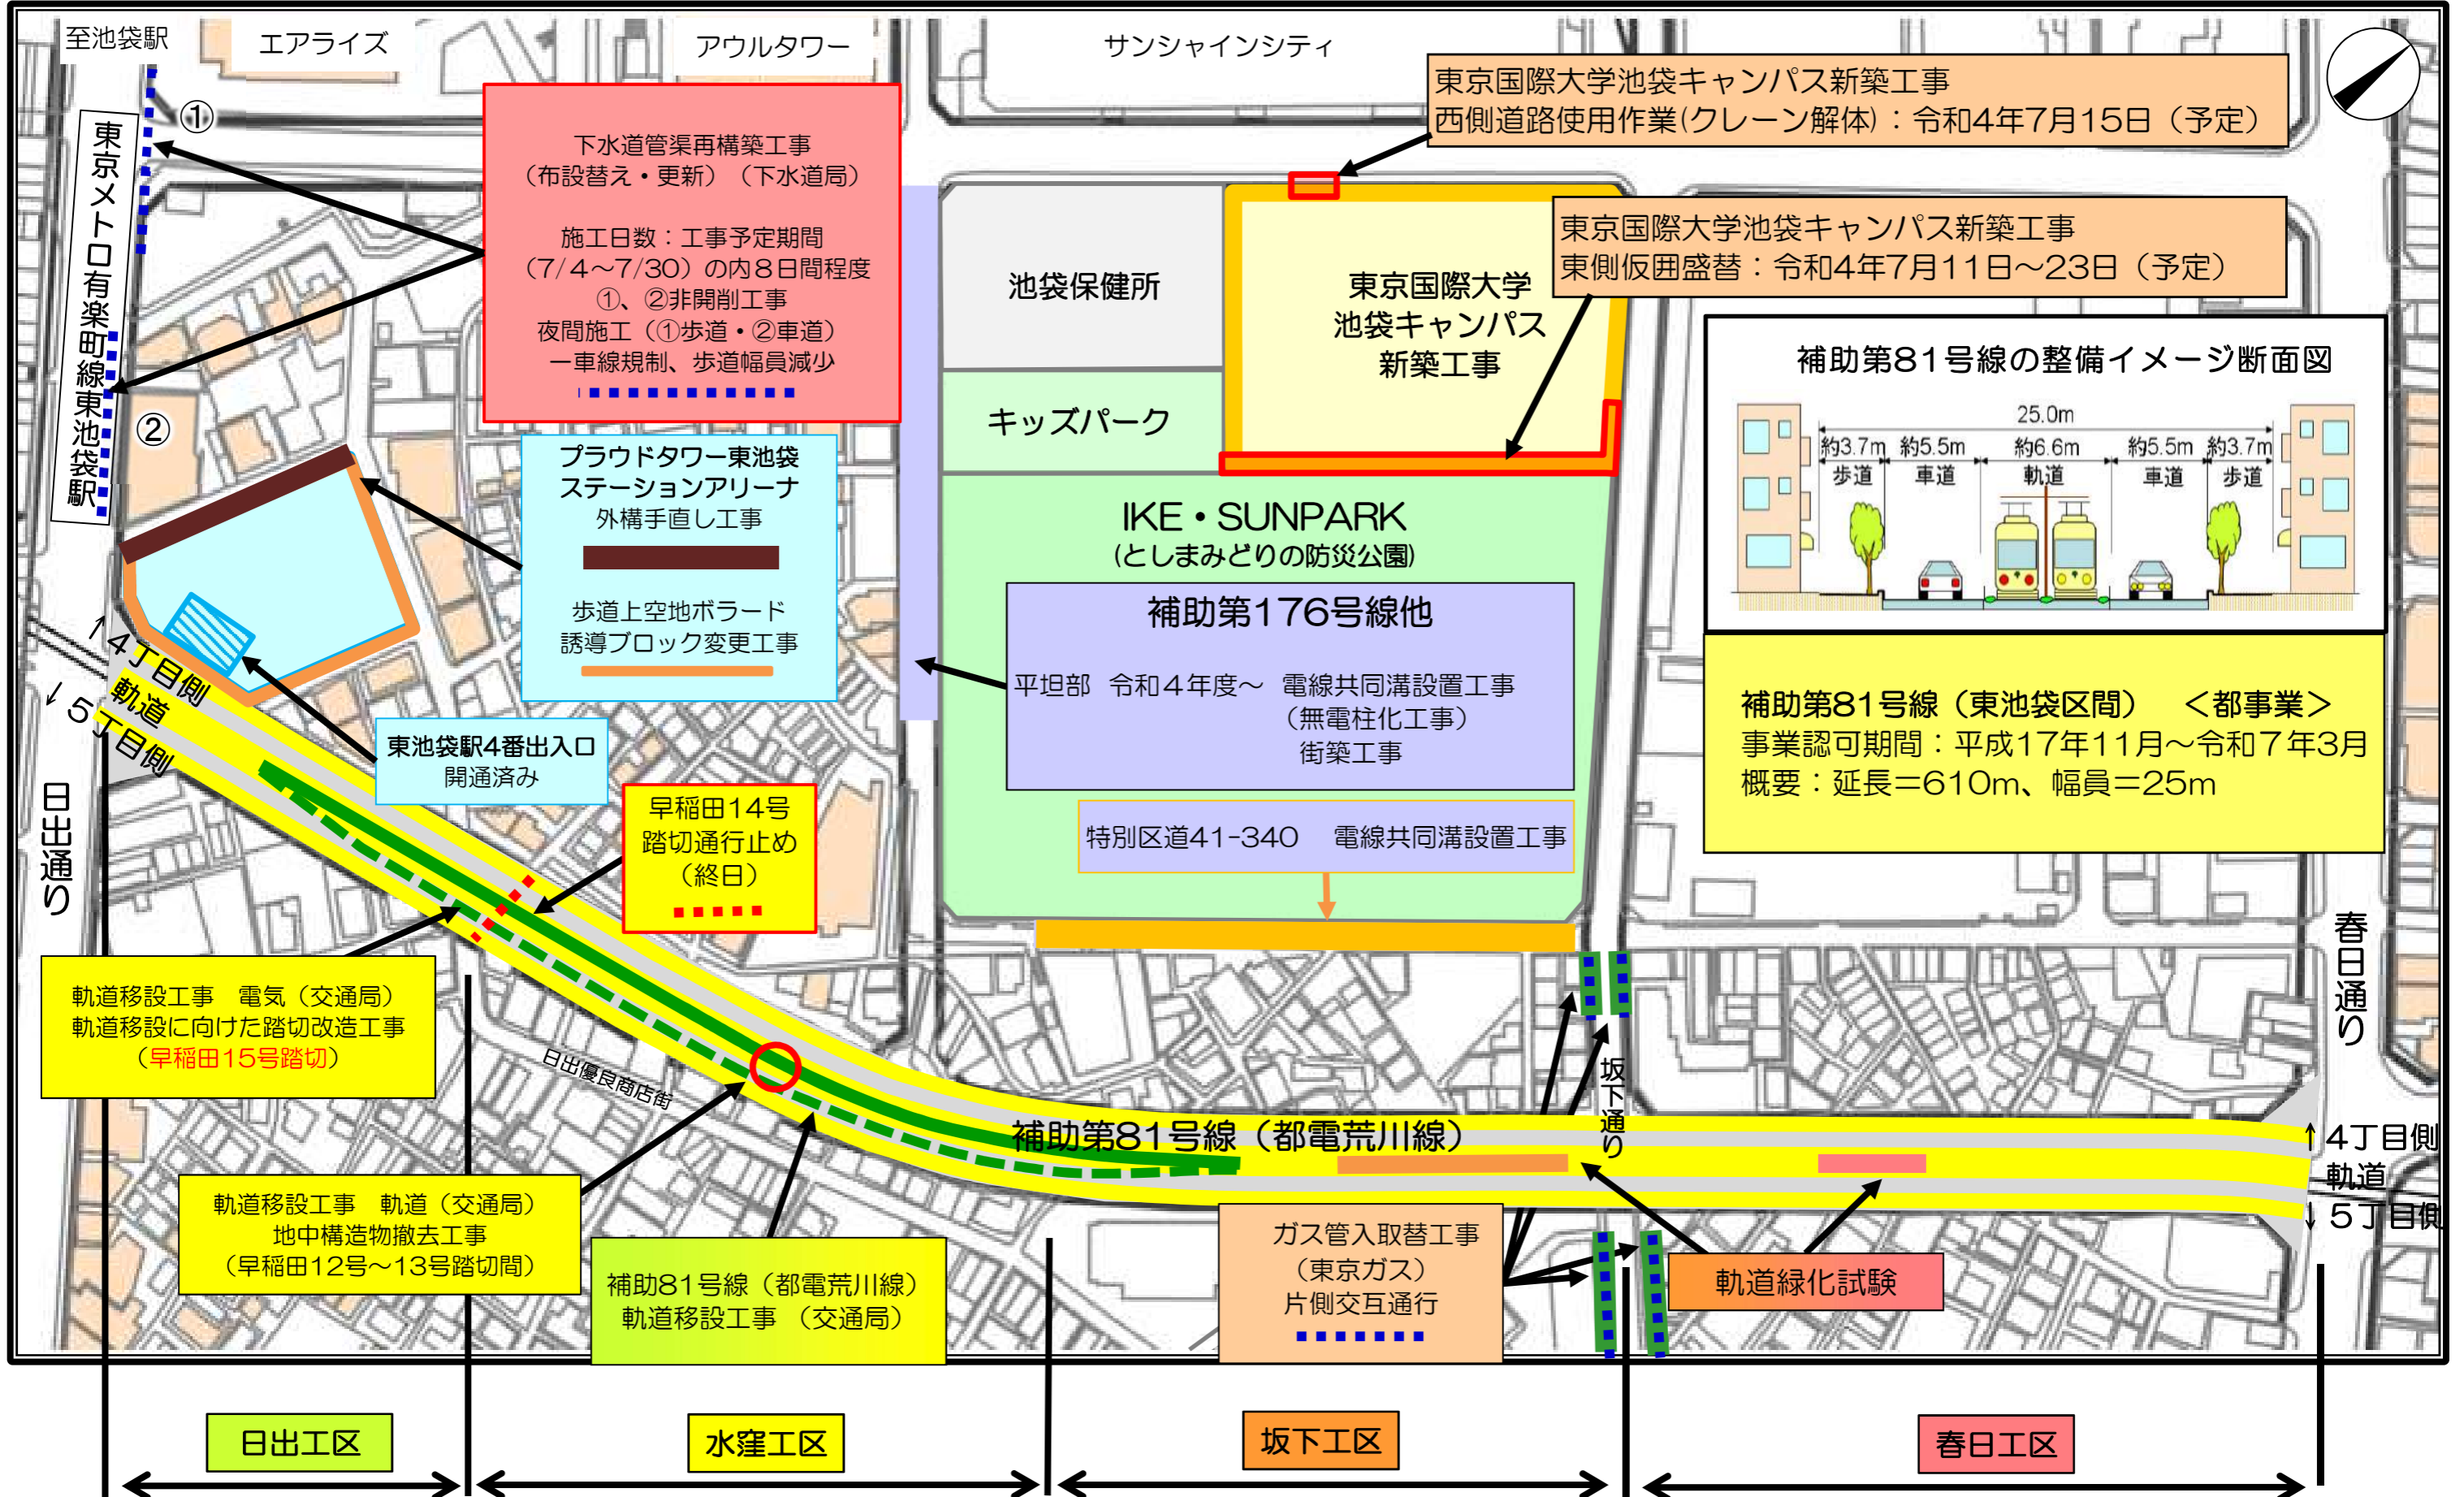 至池袋駅
エアライズ
アウルタワー
サンシャインシティ
東京メトロ有楽町線東池袋駅
①
②
下水道管渠再構築工事
（布設替え・更新）（下水道局）
施工日数：工事予定期間
（7/4～7/30）の内8日間程度
①、②非開削工事
夜間施工（①歩道・②車道）
一車線規制、歩道幅員減少
東京国際大学池袋キャンパス新築工事
西側道路使用作業(クレーン解体)：令和4年7月15日（予定）
東京国際大学池袋キャンパス新築工事
東側仮囲盛替：令和4年7月11日～23日（予定）
池袋保健所
キッズパーク
東京国際大学
池袋キャンパス
新築工事
IKE・SUNPARK
(としまみどりの防災公園)
補助第176号線他
平坦部 令和4年度～ 電線共同溝設置工事
（無電柱化工事）
街築工事
特別区道41-340 電線共同溝設置工事
補助第81号線の整備イメージ断面図
25.0m
約3.7m 約5.5m 約6.6m 約5.5m 約3.7m
歩道 車道 軌道 車道 歩道
補助第81号線（東池袋区間） ＜都事業＞
事業認可期間：平成17年11月～令和7年3月
概要：延長＝610m、幅員＝25m
プラウドタワー東池袋
ステーションアリーナ
外構手直し工事
歩道上空地ボラード
誘導ブロック変更工事
東池袋駅4番出入口
開通済み
↑4丁目側
軌道
↓5丁目側
日出通り
早稲田14号
踏切通行止め
（終日）
軌道移設工事 電気（交通局）
軌道移設に向けた踏切改造工事
（早稲田15号踏切）
日出優良商店街
軌道移設工事 軌道（交通局）
地中構造物撤去工事
（早稲田12号～13号踏切間）
補助81号線（都電荒川線）
軌道移設工事 （交通局）
補助第81号線（都電荒川線）
坂下通り
春日通り
ガス管入取替工事
（東京ガス）
片側交互通行
軌道緑化試験
↑4丁目側
軌道
↓5丁目側
日出工区
水窪工区
坂下工区
春日工区